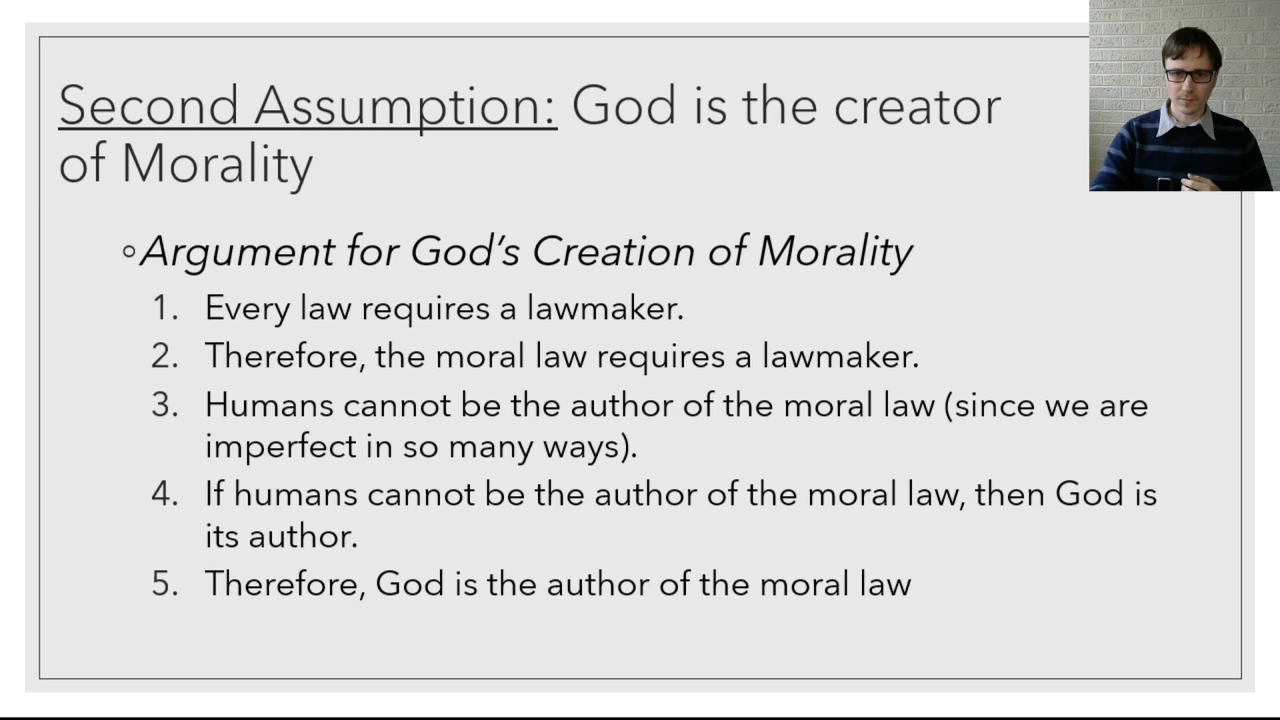 Second Assumption: God is the creator
of Morality
◦Argument for God’s Creation of Morality
1. Every law requires a lawmaker.
2. Therefore, the moral law requires a lawmaker.
3. Humans cannot be the author of the moral law (since we are
imperfect in so many ways).
4. If humans cannot be the author of the moral law, then God is
its author.
5. Therefore, God is the author of the moral law